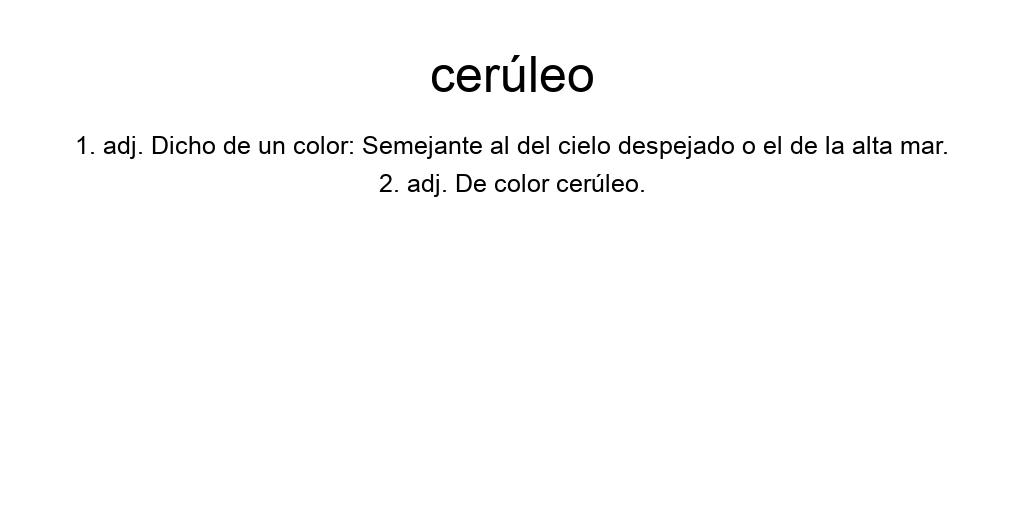 cerúleo
1. adj. Dicho de un color: Semejante al del cielo despejado o el de la alta mar.
2. adj. De color cerúleo.